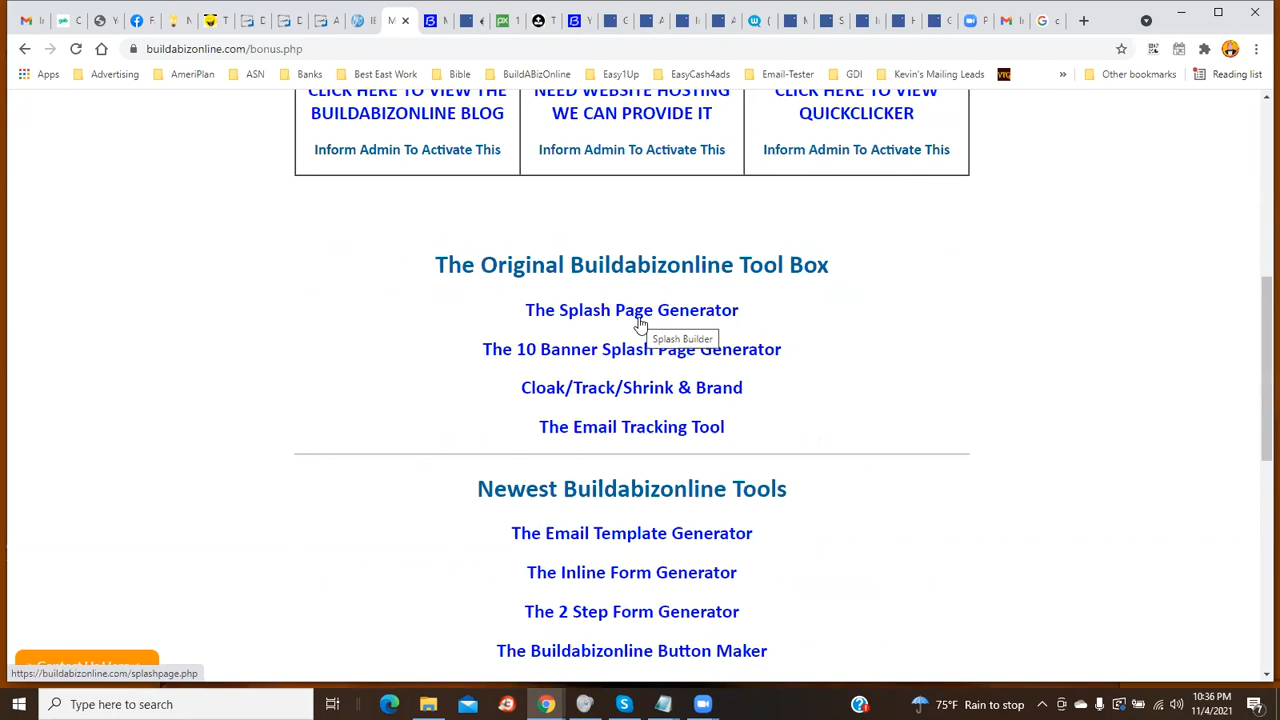 buildabizonline.com/bonus.php
Apps
Advertising
AmeriPlan
ASN
Banks
Best East Work
Bible
BuildABizOnline
Easy1Up
EasyCash4ads
Email-Tester
GDI
Kevin's Mailing Leads
»
Other bookmarks
Reading list
CLICK HERE TO VIEW THE
BUILDABIZONLINE BLOG
Inform Admin To Activate This
NEED WEBSITE HOSTING
WE CAN PROVIDE IT
Inform Admin To Activate This
CLICK HERE TO VIEW
QUICKCLICKER
Inform Admin To Activate This
The Original Buildabizonline Tool Box
The Splash Page Generator
Splash Builder
The 10 Banner Splash Page Generator
Cloak/Track/Shrink & Brand
The Email Tracking Tool
Newest Buildabizonline Tools
The Email Template Generator
The Inline Form Generator
The 2 Step Form Generator
The Buildabizonline Button Maker
https://buildabizonline.com/splashpage.php
Type here to search
75°F Rain to stop
10:36 PM
11/4/2021